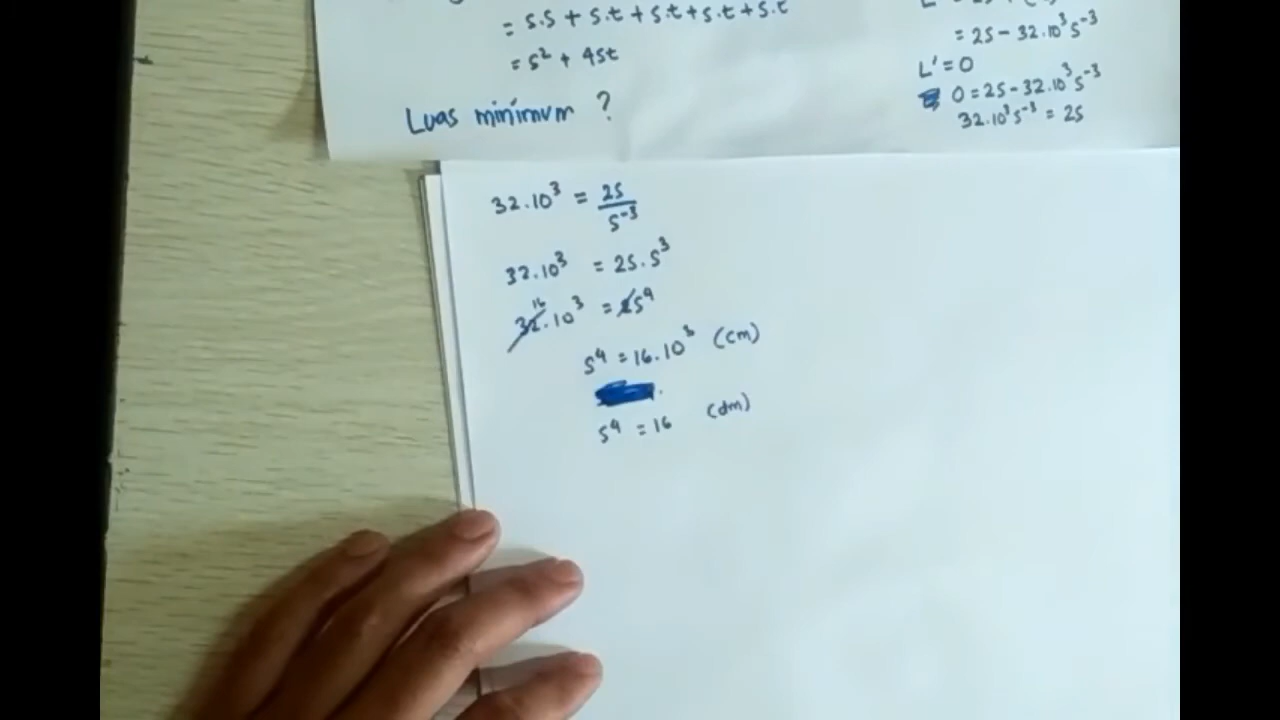 = s.s + s.t + s.t + s.t + s.t
= s² + 4st
Luas minimum ?
= 2s - 32.10³s⁻³
L' = 0
0 = 2s - 32.10³s⁻³
32.10³s⁻³ = 2s
32.10³ = 2s/s⁻³
32.10³ = 2s.s³
16
32.10³ = 2s⁴
s⁴ = 16.10³ (cm)
s⁴ = 16 (dm)